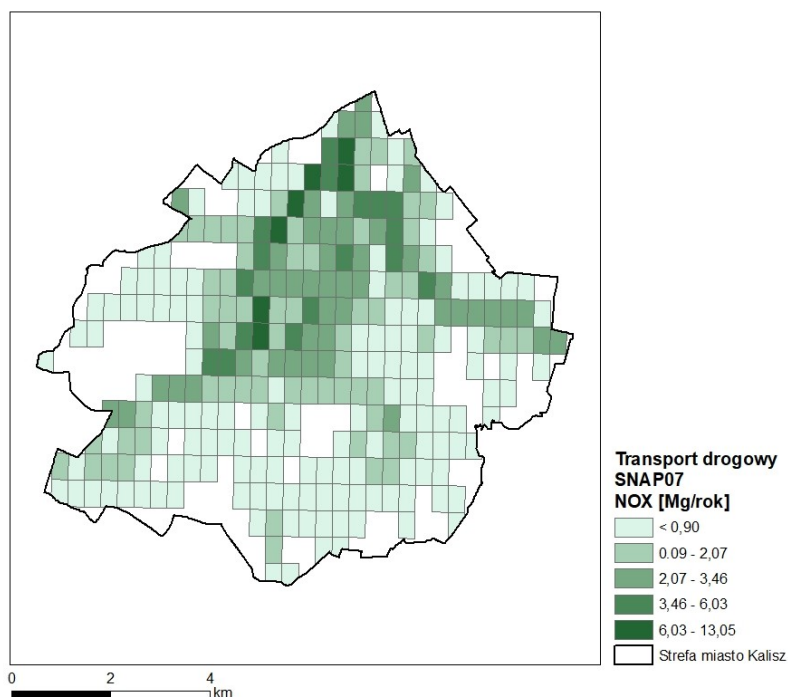 Transport drogowy
SNAP07
NOX [Mg/rok]
< 0,90
0.09 - 2,07
2,07 - 3,46
3,46 - 6,03
6,03 - 13,05
Strefa miasto Kalisz
0 2 4
km